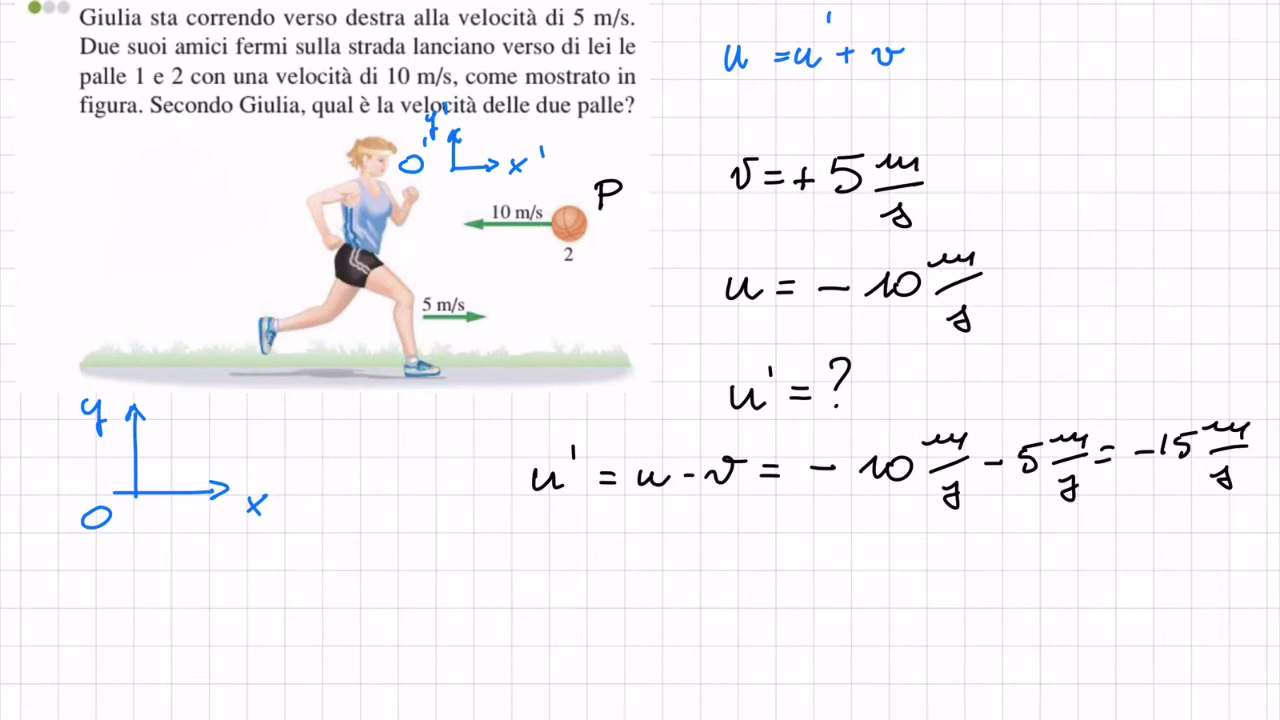 Giulia sta correndo verso destra alla velocità di 5 m/s.
Due suoi amici fermi sulla strada lanciano verso di lei le
palle 1 e 2 con una velocità di 10 m/s, come mostrato in
figura. Secondo Giulia, qual è la velocità delle due palle?
u = u' + v
y'
O'
x'
P
10 m/s
2
5 m/s
v = + 5 m/s
u = - 10 m/s
u' = ?
u' = u - v = - 10 m/s - 5 m/s = -15 m/s
y
O
x